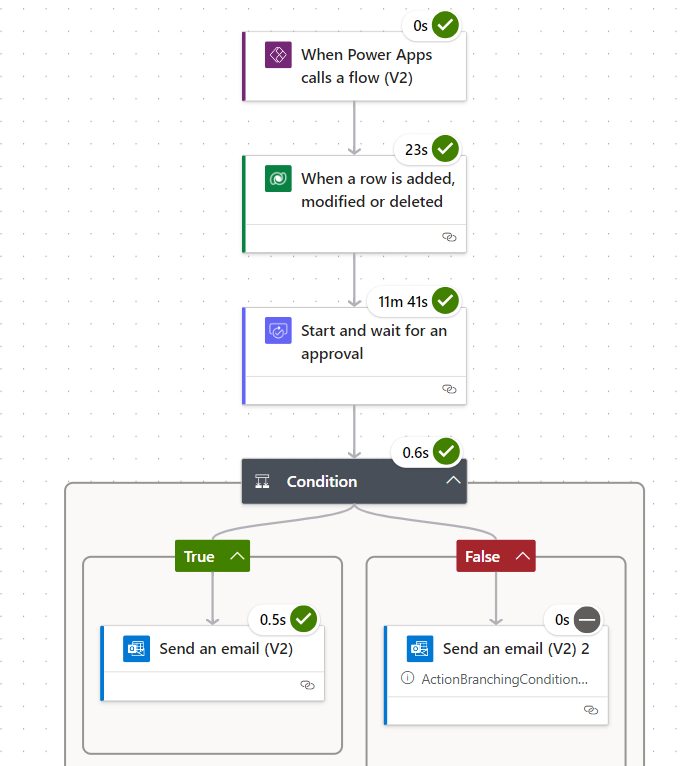 0s
When Power Apps
calls a flow (V2)
23s
When a row is added,
modified or deleted
11m 41s
Start and wait for an
approval
0.6s
Condition
True
False
0.5s
Send an email (V2)
0s
Send an email (V2) 2
ActionBranchingCondition...